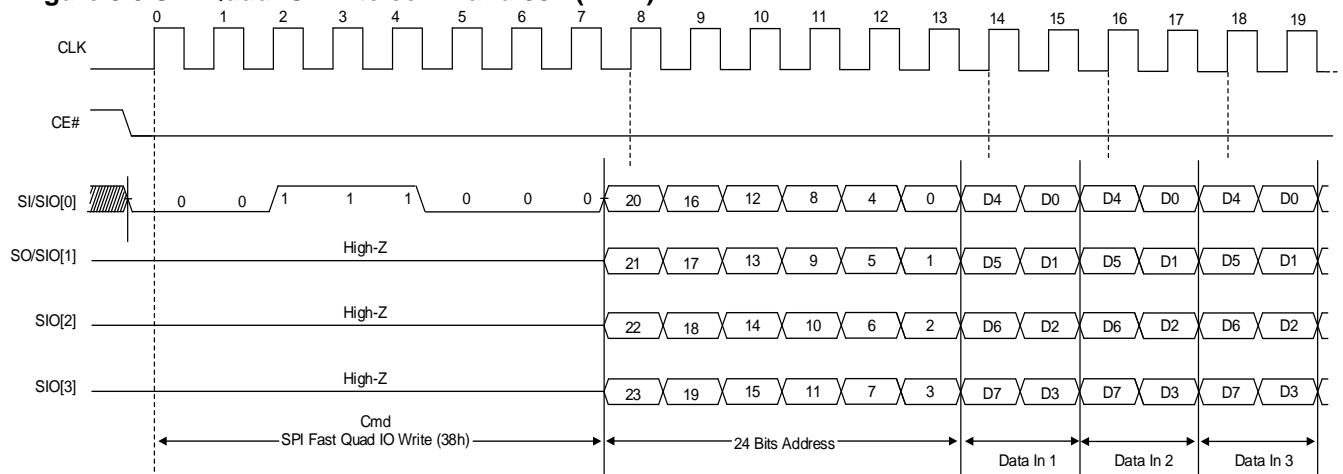 0 1 2 3 4 5 6 7 8 9 10 11 12 13 14 15 16 17 18 19
CLK
CE#
SI/SIO[0] 0 0 1 1 1 0 0 0 20 16 12 8 4 0 D4 D0 D4 D0 D4 D0
SO/SIO[1] High-Z 21 17 13 9 5 1 D5 D1 D5 D1 D5 D1
SIO[2] High-Z 22 18 14 10 6 2 D6 D2 D6 D2 D6 D2
SIO[3] High-Z 23 19 15 11 7 3 D7 D3 D7 D3 D7 D3
Cmd
SPI Fast Quad IO Write (38h) 24 Bits Address
Data In 1 Data In 2 Data In 3